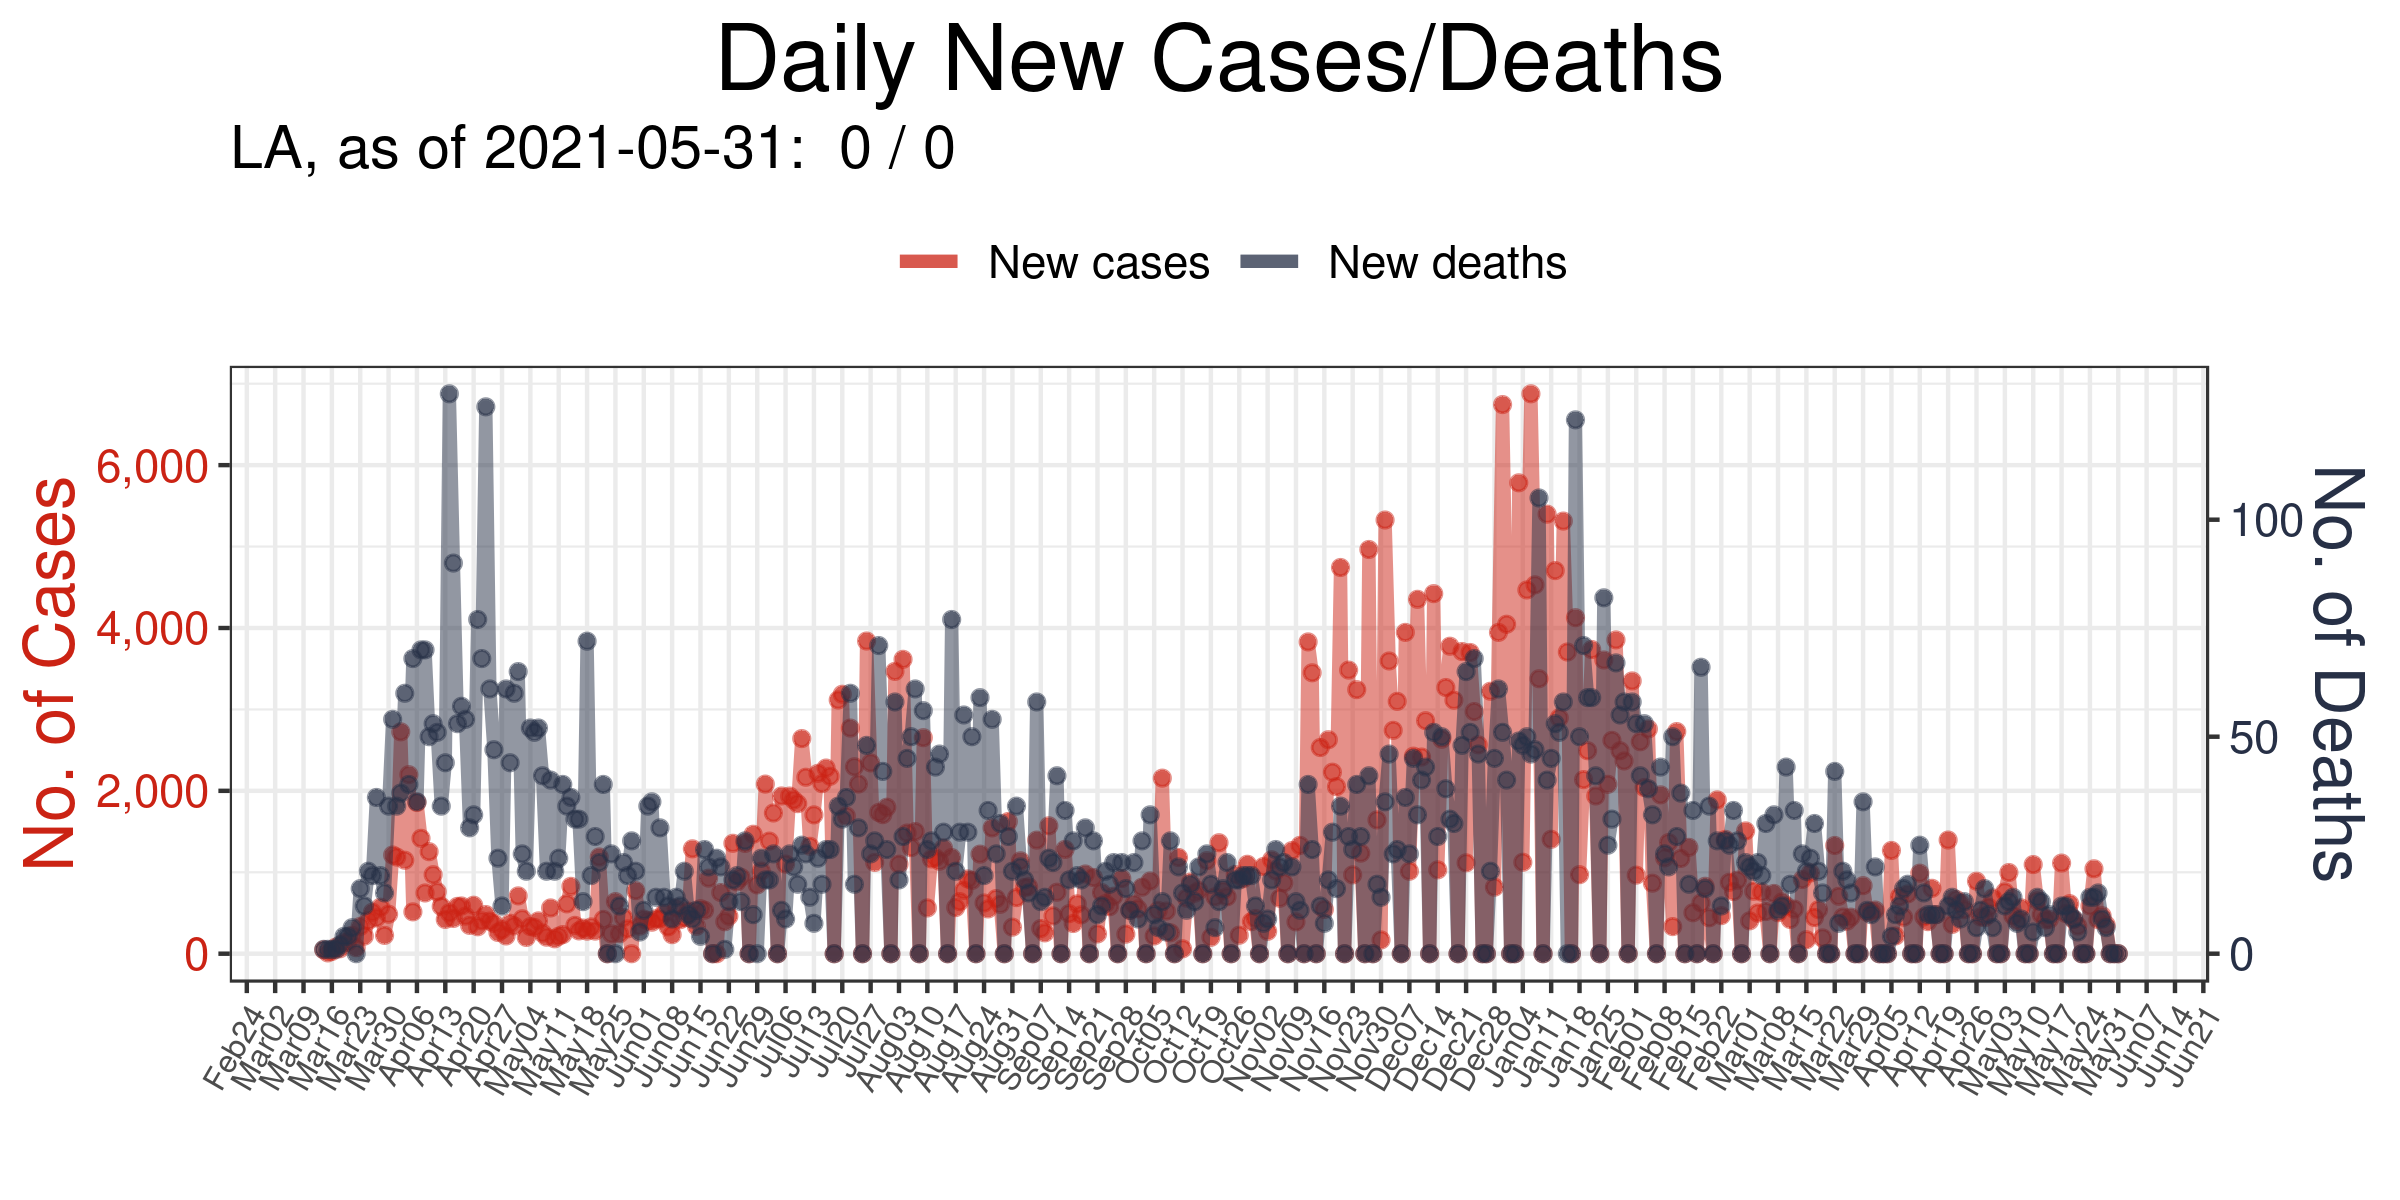 Daily New Cases/Deaths
LA, as of 2021-05-31:  0 / 0
New cases
New deaths
No. of Cases
6,000
4,000
2,000
0
No. of Deaths
100
50
0
Feb24
Mar02
Mar09
Mar16
Mar23
Mar30
Apr06
Apr13
Apr20
Apr27
May04
May11
May18
May25
Jun01
Jun08
Jun15
Jun22
Jun29
Jul06
Jul13
Jul20
Jul27
Aug03
Aug10
Aug17
Aug24
Aug31
Sep07
Sep14
Sep21
Sep28
Oct05
Oct12
Oct19
Oct26
Nov02
Nov09
Nov16
Nov23
Nov30
Dec07
Dec14
Dec21
Dec28
Jan04
Jan11
Jan18
Jan25
Feb01
Feb08
Feb15
Feb22
Mar01
Mar08
Mar15
Mar22
Mar29
Apr05
Apr12
Apr19
Apr26
May03
May10
May17
May24
May31
Jun07
Jun14
Jun21